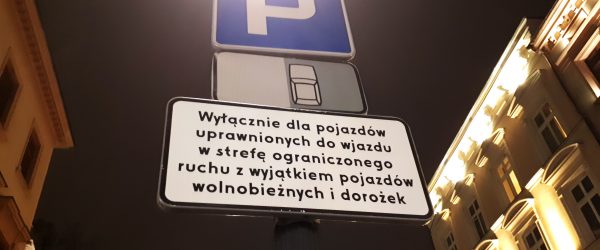 P
Wyłącznie dla pojazdów
uprawnionych do wjazdu
w strefę ograniczonego
ruchu z wyjątkiem pojazdów
wolnobieżnych i dorożek